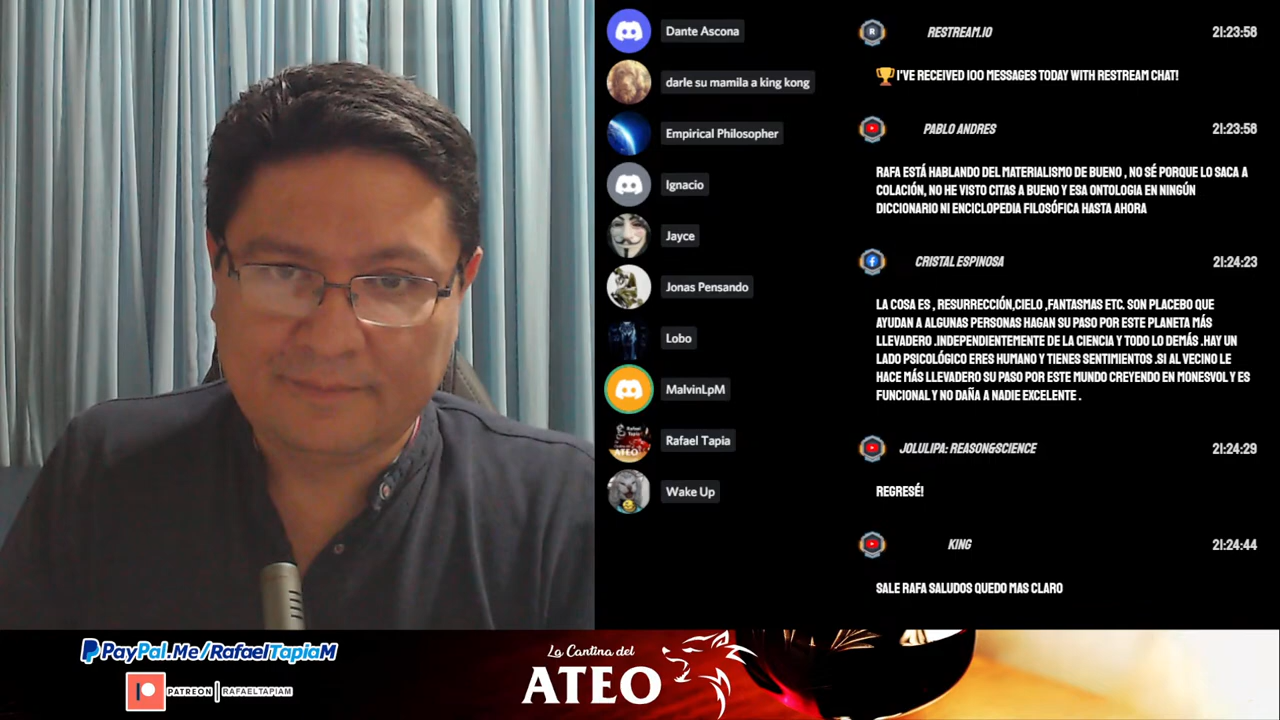 Dante Ascona
darle su mamila a king kong
Empirical Philosopher
Ignacio
Jayce
Jonas Pensando
Lobo
MalvinLpM
Rafael Tapia
Wake Up
RESTREAM.IO 21:23:58
🏆I'VE RECEIVED 100 MESSAGES TODAY WITH RESTREAM CHAT!
PABLO ANDRES 21:23:58
RAFA ESTÁ HABLANDO DEL MATERIALISMO DE BUENO , NO SÉ PORQUE LO SACA A
COLACIÓN, NO HE VISTO CITAS A BUENO Y ESA ONTOLOGIA EN NINGÚN
DICCIONARIO NI ENCICLOPEDIA FILOSÓFICA HASTA AHORA
CRISTAL ESPINOSA 21:24:23
LA COSA ES , RESURRECCIÓN,CIELO ,FANTASMAS ETC. SON PLACEBO QUE
AYUDAN A ALGUNAS PERSONAS HAGAN SU PASO POR ESTE PLANETA MÁS
LLEVADERO .INDEPENDIENTEMENTE DE LA CIENCIA Y TODO LO DEMÁS .HAY UN
LADO PSICOLÓGICO ERES HUMANO Y TIENES SENTIMIENTOS .SI AL VECINO LE
HACE MÁS LLEVADERO SU PASO POR ESTE MUNDO CREYENDO EN MONESVOL Y ES
FUNCIONAL Y NO DAÑA A NADIE EXCELENTE .
JOLULIPA: REASON&SCIENCE 21:24:29
REGRESÉ!
KING 21:24:44
SALE RAFA SALUDOS QUEDO MAS CLARO
PayPal.Me/RafaelTapiaM
PATREON | RAFAELTAPIAM
La Cantina del
ATEO